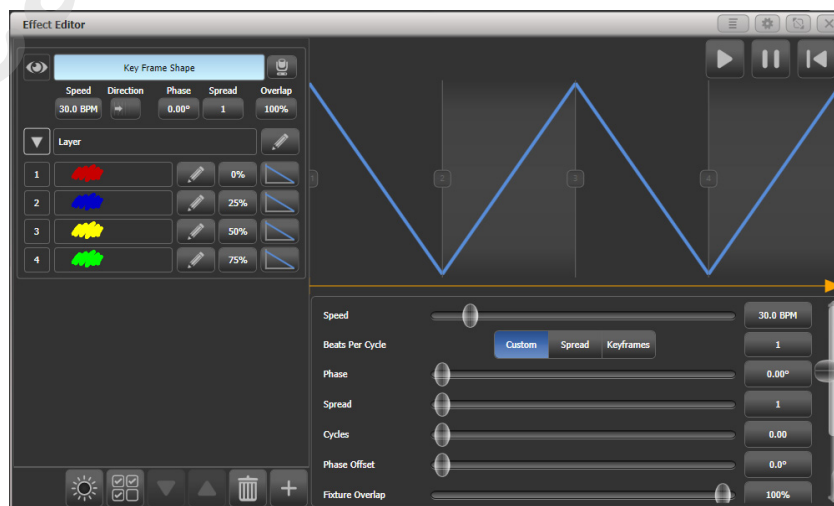 Effect Editor
Key Frame Shape
Speed Direction Phase Spread Overlap
30.0 BPM 0.00° 1 100%
Layer
1 0%
2 25%
3 50%
4 75%
1 2 3 4
Speed 30.0 BPM
Beats Per Cycle Custom Spread Keyframes 1
Phase 0.00°
Spread 1
Cycles 0.00
Phase Offset 0.0°
Fixture Overlap 100%